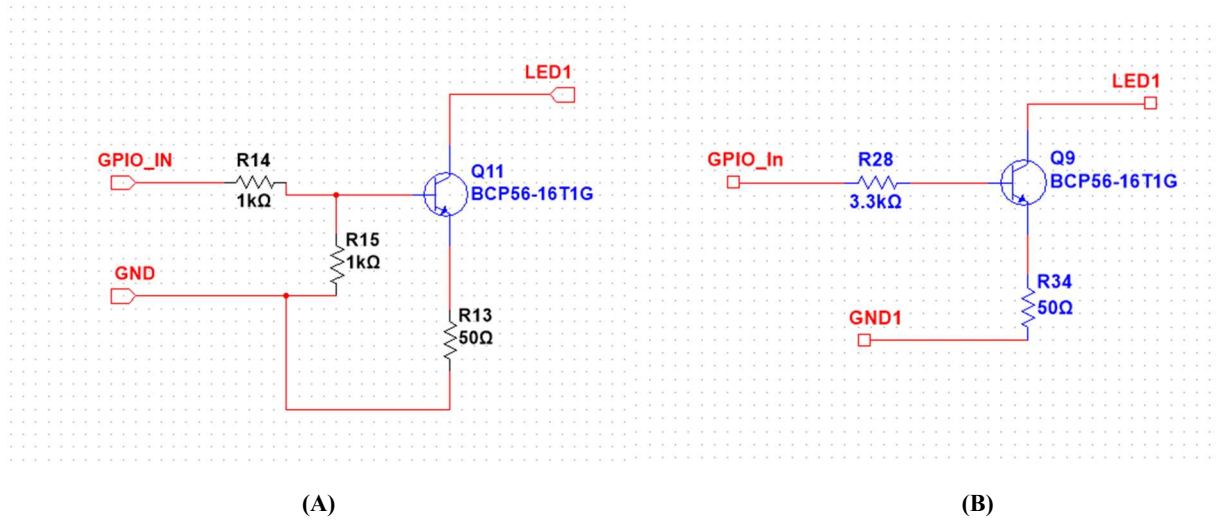 LED1
GPIO_IN
R14
1kΩ
Q11
BCP56-16T1G
R15
1kΩ
GND
R13
50Ω
(A)
LED1
GPIO_In
R28
3.3kΩ
Q9
BCP56-16T1G
R34
50Ω
GND1
(B)